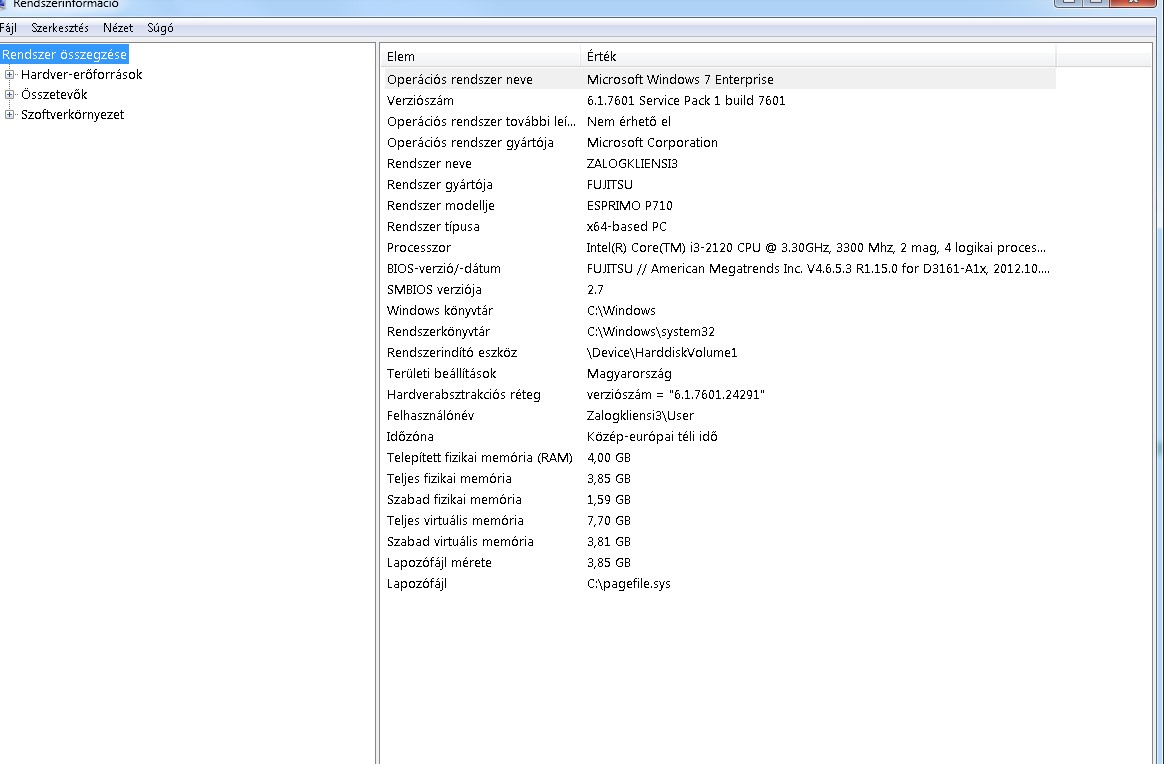 Rendszerinformáció
Fájl Szerkesztés Nézet Súgó
Rendszer összegzése
Hardver-erőforrások
Összetevők
Szoftverkörnyezet
Elem Érték
Operációs rendszer neve Microsoft Windows 7 Enterprise
Verziószám 6.1.7601 Service Pack 1 build 7601
Operációs rendszer további leí... Nem érhető el
Operációs rendszer gyártója Microsoft Corporation
Rendszer neve ZALOGKLIENSI3
Rendszer gyártója FUJITSU
Rendszer modellje ESPRIMO P710
Rendszer típusa x64-based PC
Processzor Intel(R) Core(TM) i3-2120 CPU @ 3.30GHz, 3300 Mhz, 2 mag, 4 logikai proces...
BIOS-verzió/-dátum FUJITSU // American Megatrends Inc. V4.6.5.3 R1.15.0 for D3161-A1x, 2012.10....
SMBIOS verziója 2.7
Windows könyvtár C:\Windows
Rendszerkönyvtár C:\Windows\system32
Rendszerindító eszköz \Device\HarddiskVolume1
Területi beállítások Magyarország
Hardverabsztrakciós réteg verziószám = "6.1.7601.24291"
Felhasználónév Zalogkliensi3\User
Időzóna Közép-európai téli idő
Telepített fizikai memória (RAM) 4,00 GB
Teljes fizikai memória 3,85 GB
Szabad fizikai memória 1,59 GB
Teljes virtuális memória 7,70 GB
Szabad virtuális memória 3,81 GB
Lapozófájl mérete 3,85 GB
Lapozófájl C:\pagefile.sys